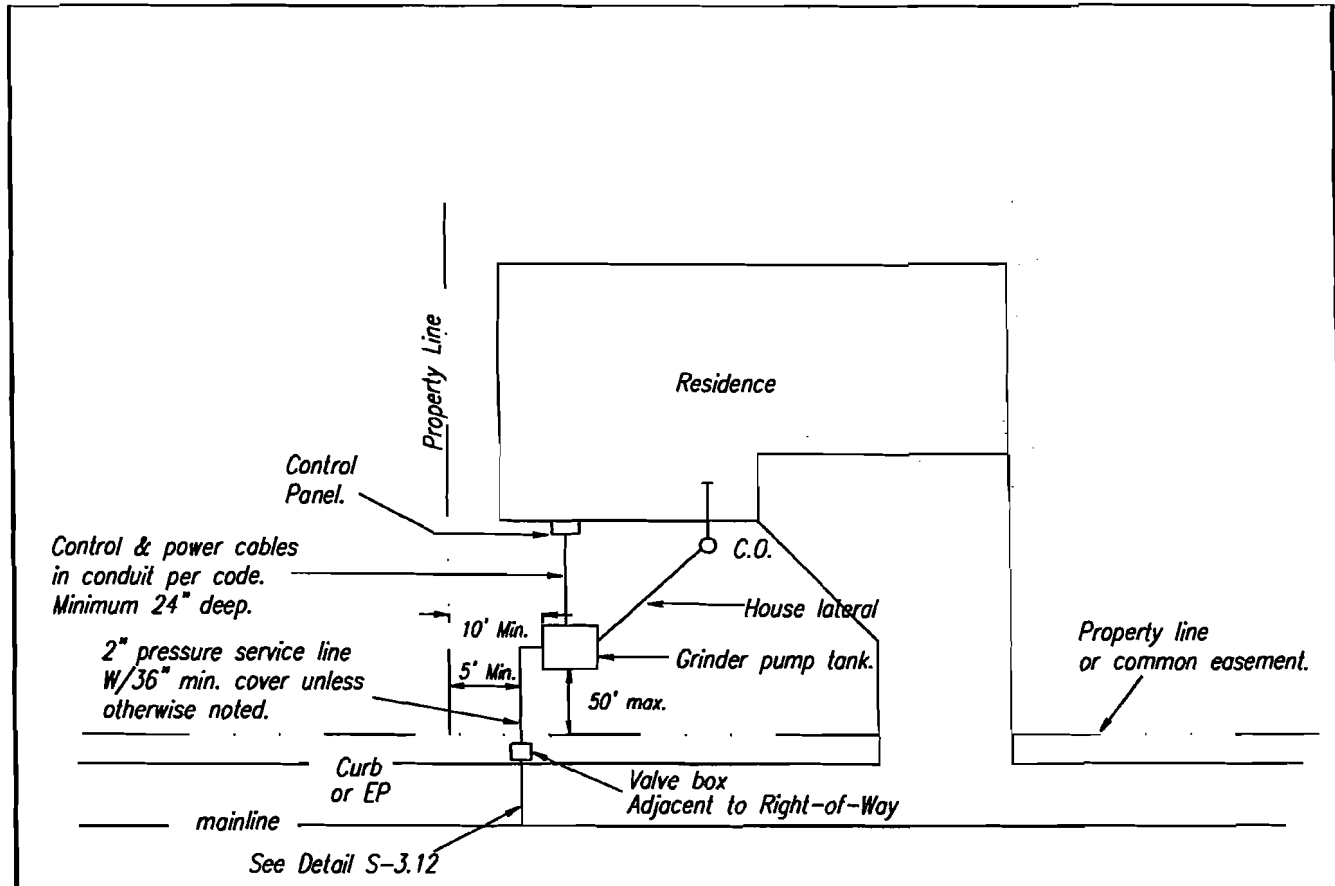 Property Line
Residence
Control
Panel.
C.O.
Control & power cables
in conduit per code.
Minimum 24" deep.
House lateral
10' Min.
Grinder pump tank.
Property line
or common easement.
2" pressure service line
W/36" min. cover unless
otherwise noted.
5' Min.
50' max.
Curb
or EP
Valve box
Adjacent to Right-of-Way
mainline
See Detail S-3.12